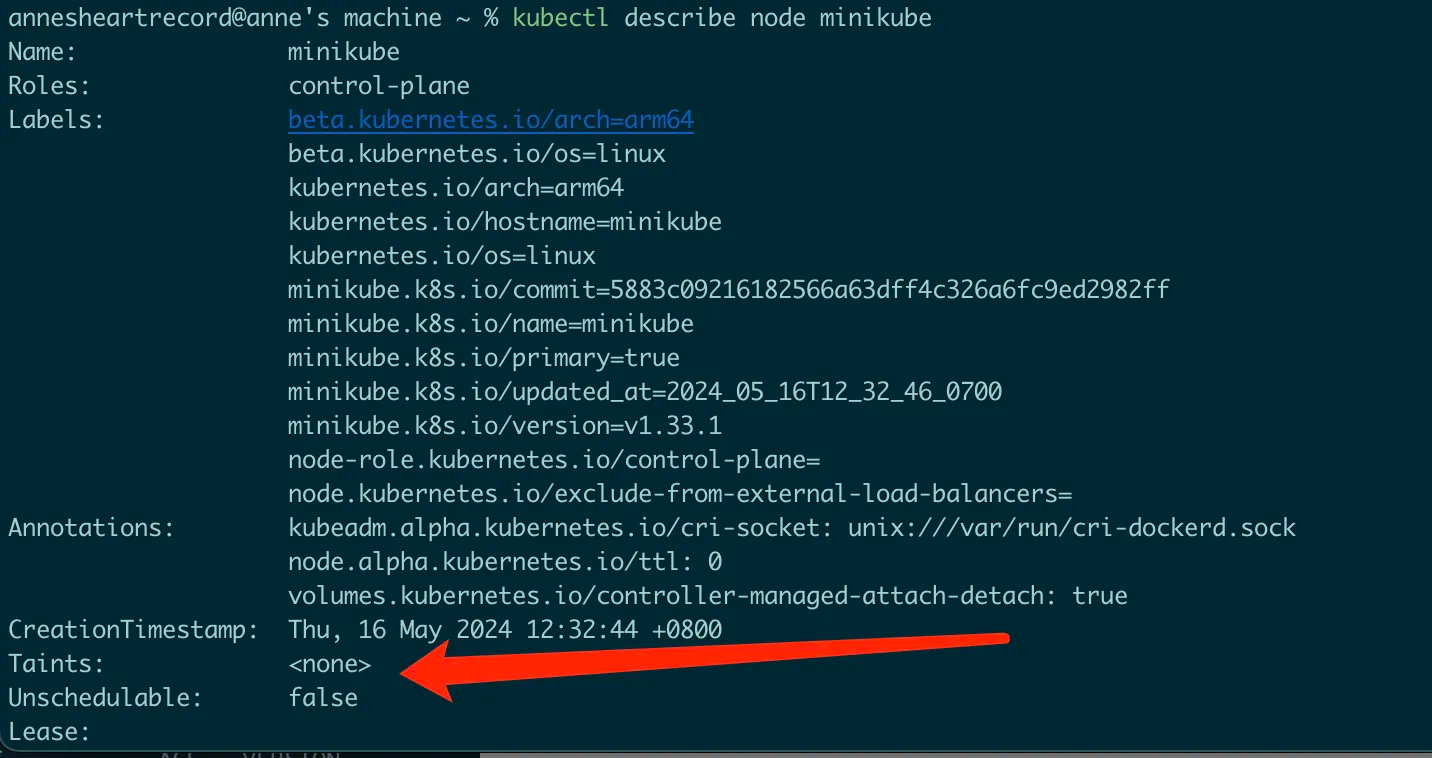 annesheartrecord@anne's machine ~ % kubectl describe node minikube
Name: minikube
Roles: control-plane
Labels: beta.kubernetes.io/arch=arm64
beta.kubernetes.io/os=linux
kubernetes.io/arch=arm64
kubernetes.io/hostname=minikube
kubernetes.io/os=linux
minikube.k8s.io/commit=5883c09216182566a63dff4c326a6fc9ed2982ff
minikube.k8s.io/name=minikube
minikube.k8s.io/primary=true
minikube.k8s.io/updated_at=2024_05_16T12_32_46_0700
minikube.k8s.io/version=v1.33.1
node-role.kubernetes.io/control-plane=
node.kubernetes.io/exclude-from-external-load-balancers=
Annotations: kubeadm.alpha.kubernetes.io/cri-socket: unix:///var/run/cri-dockerd.sock
node.alpha.kubernetes.io/ttl: 0
volumes.kubernetes.io/controller-managed-attach-detach: true
CreationTimestamp: Thu, 16 May 2024 12:32:44 +0800
Taints: <none>
Unschedulable: false
Lease: